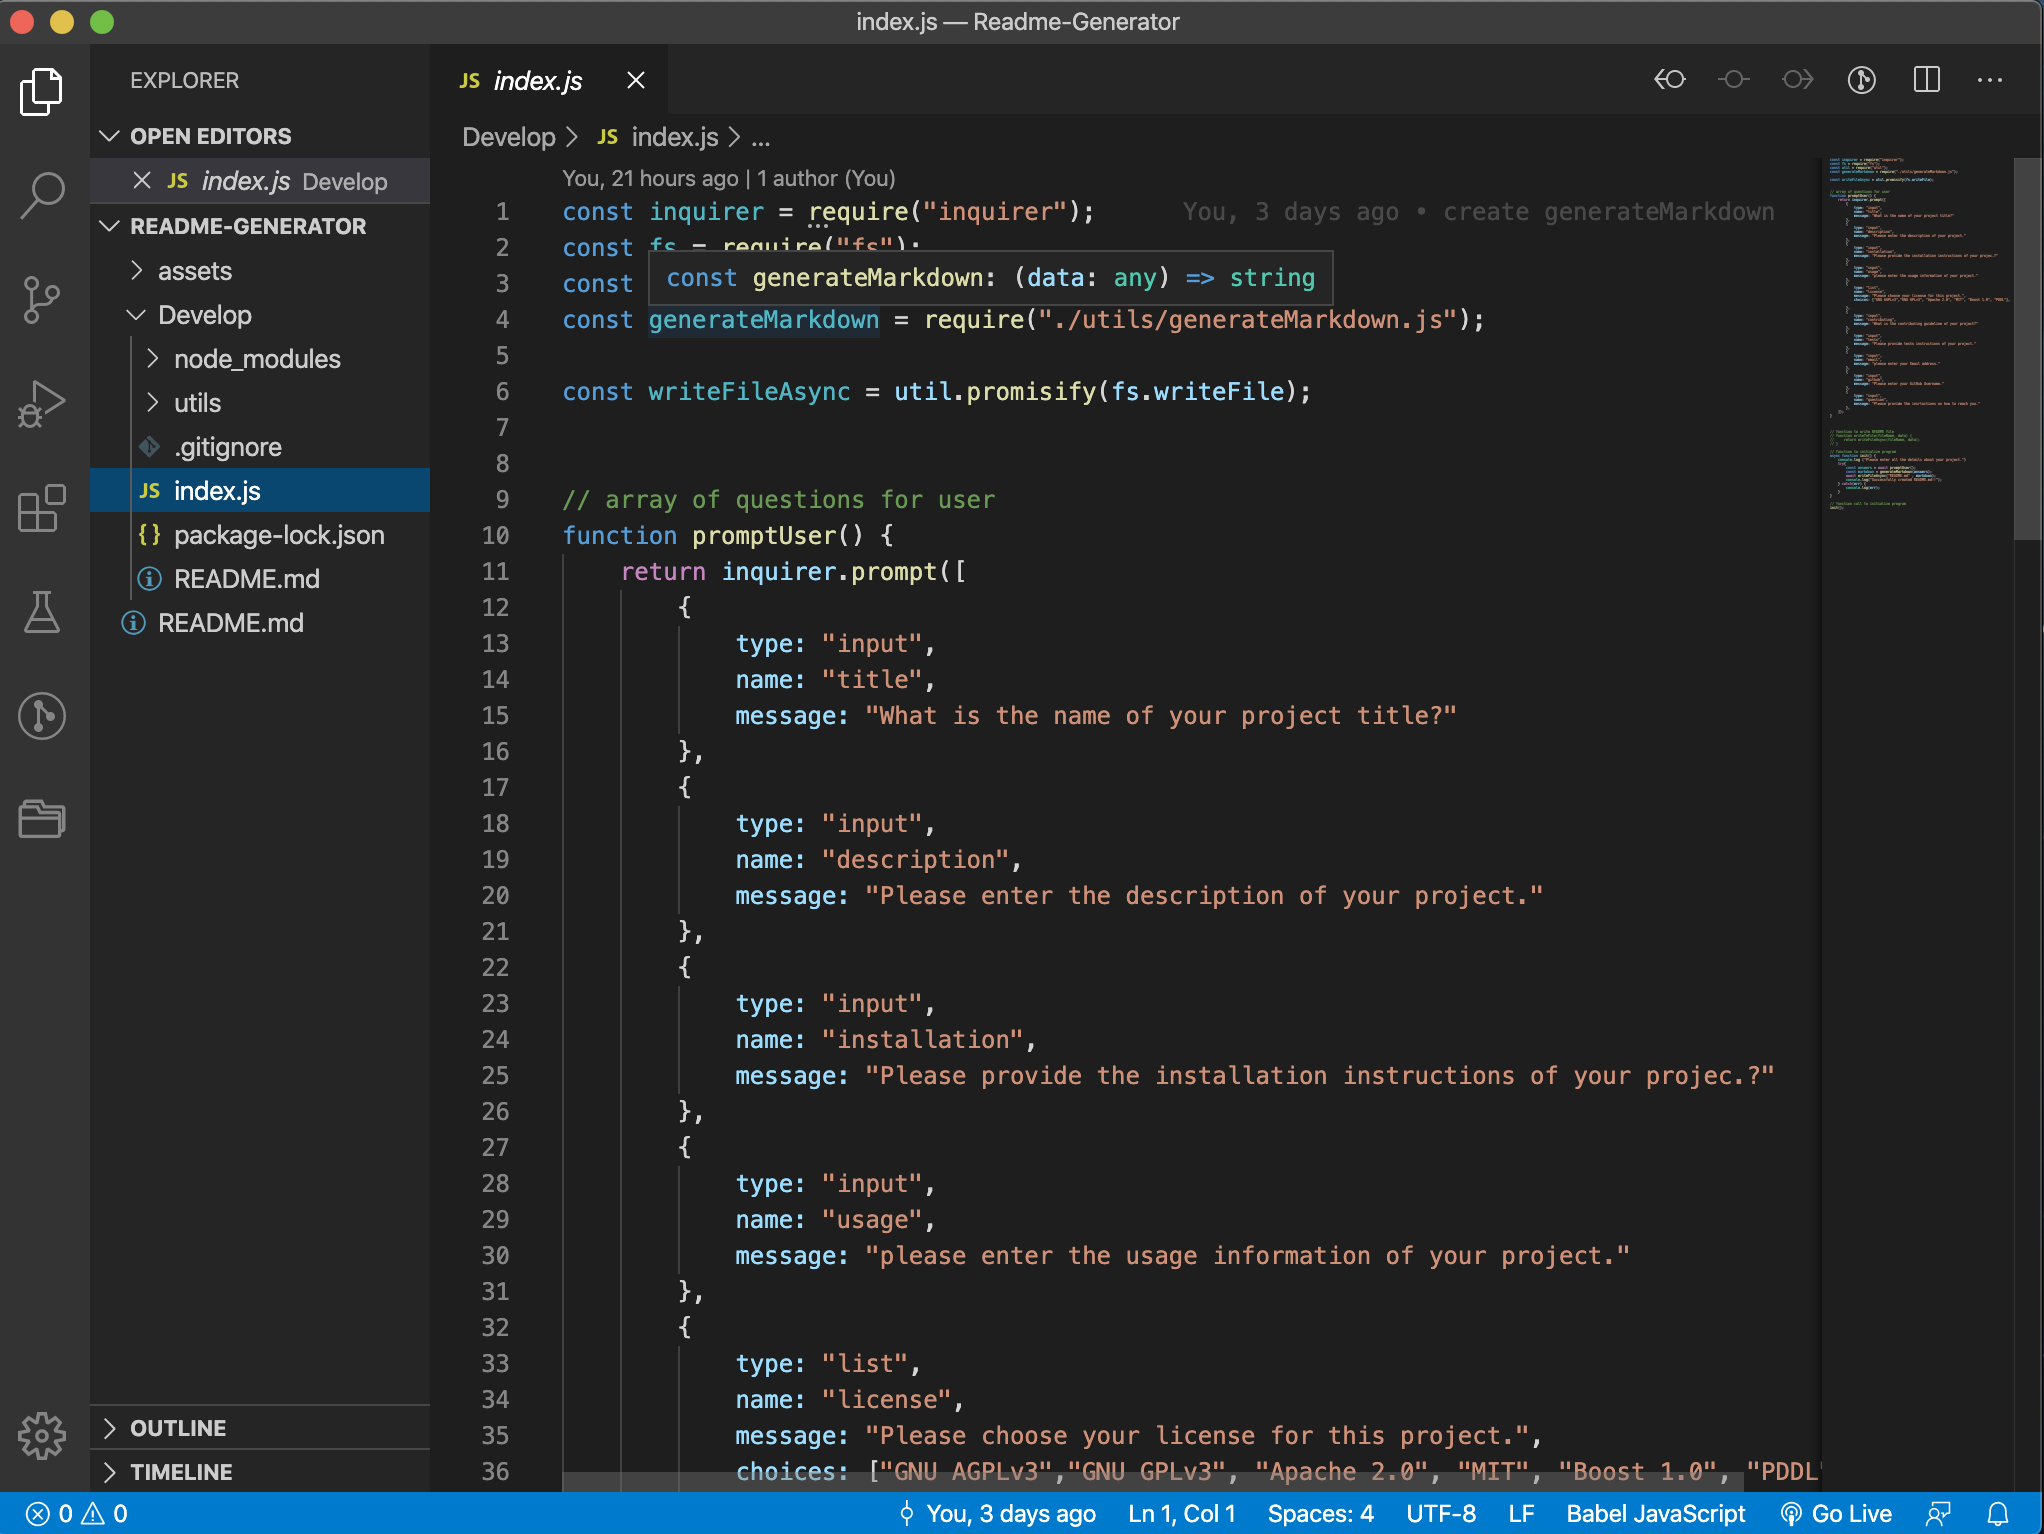 index.js — Readme-Generator
EXPLORER
OPEN EDITORS
JS index.js Develop
README-GENERATOR
assets
Develop
node_modules
utils
.gitignore
JS index.js
{} package-lock.json
README.md
README.md
OUTLINE
TIMELINE
JS index.js
Develop > JS index.js > ...
You, 21 hours ago | 1 author (You)
1 const inquirer = require("inquirer"); You, 3 days ago • create generateMarkdown
2 const fs = require("fs");
const generateMarkdown: (data: any) => string
3 const
4 const generateMarkdown = require("./utils/generateMarkdown.js");
5
6 const writeFileAsync = util.promisify(fs.writeFile);
7
8
9 // array of questions for user
10 function promptUser() {
11 return inquirer.prompt([
12 {
13 type: "input",
14 name: "title",
15 message: "What is the name of your project title?"
16 },
17 {
18 type: "input",
19 name: "description",
20 message: "Please enter the description of your project."
21 },
22 {
23 type: "input",
24 name: "installation",
25 message: "Please provide the installation instructions of your projec.?"
26 },
27 {
28 type: "input",
29 name: "usage",
30 message: "please enter the usage information of your project."
31 },
32 {
33 type: "list",
34 name: "license",
35 message: "Please choose your license for this project.",
36 choices: ["GNU AGPLv3","GNU GPLv3", "Apache 2.0", "MIT", "Boost 1.0", "PDDL"
0 0 You, 3 days ago Ln 1, Col 1 Spaces: 4 UTF-8 LF Babel JavaScript Go Live